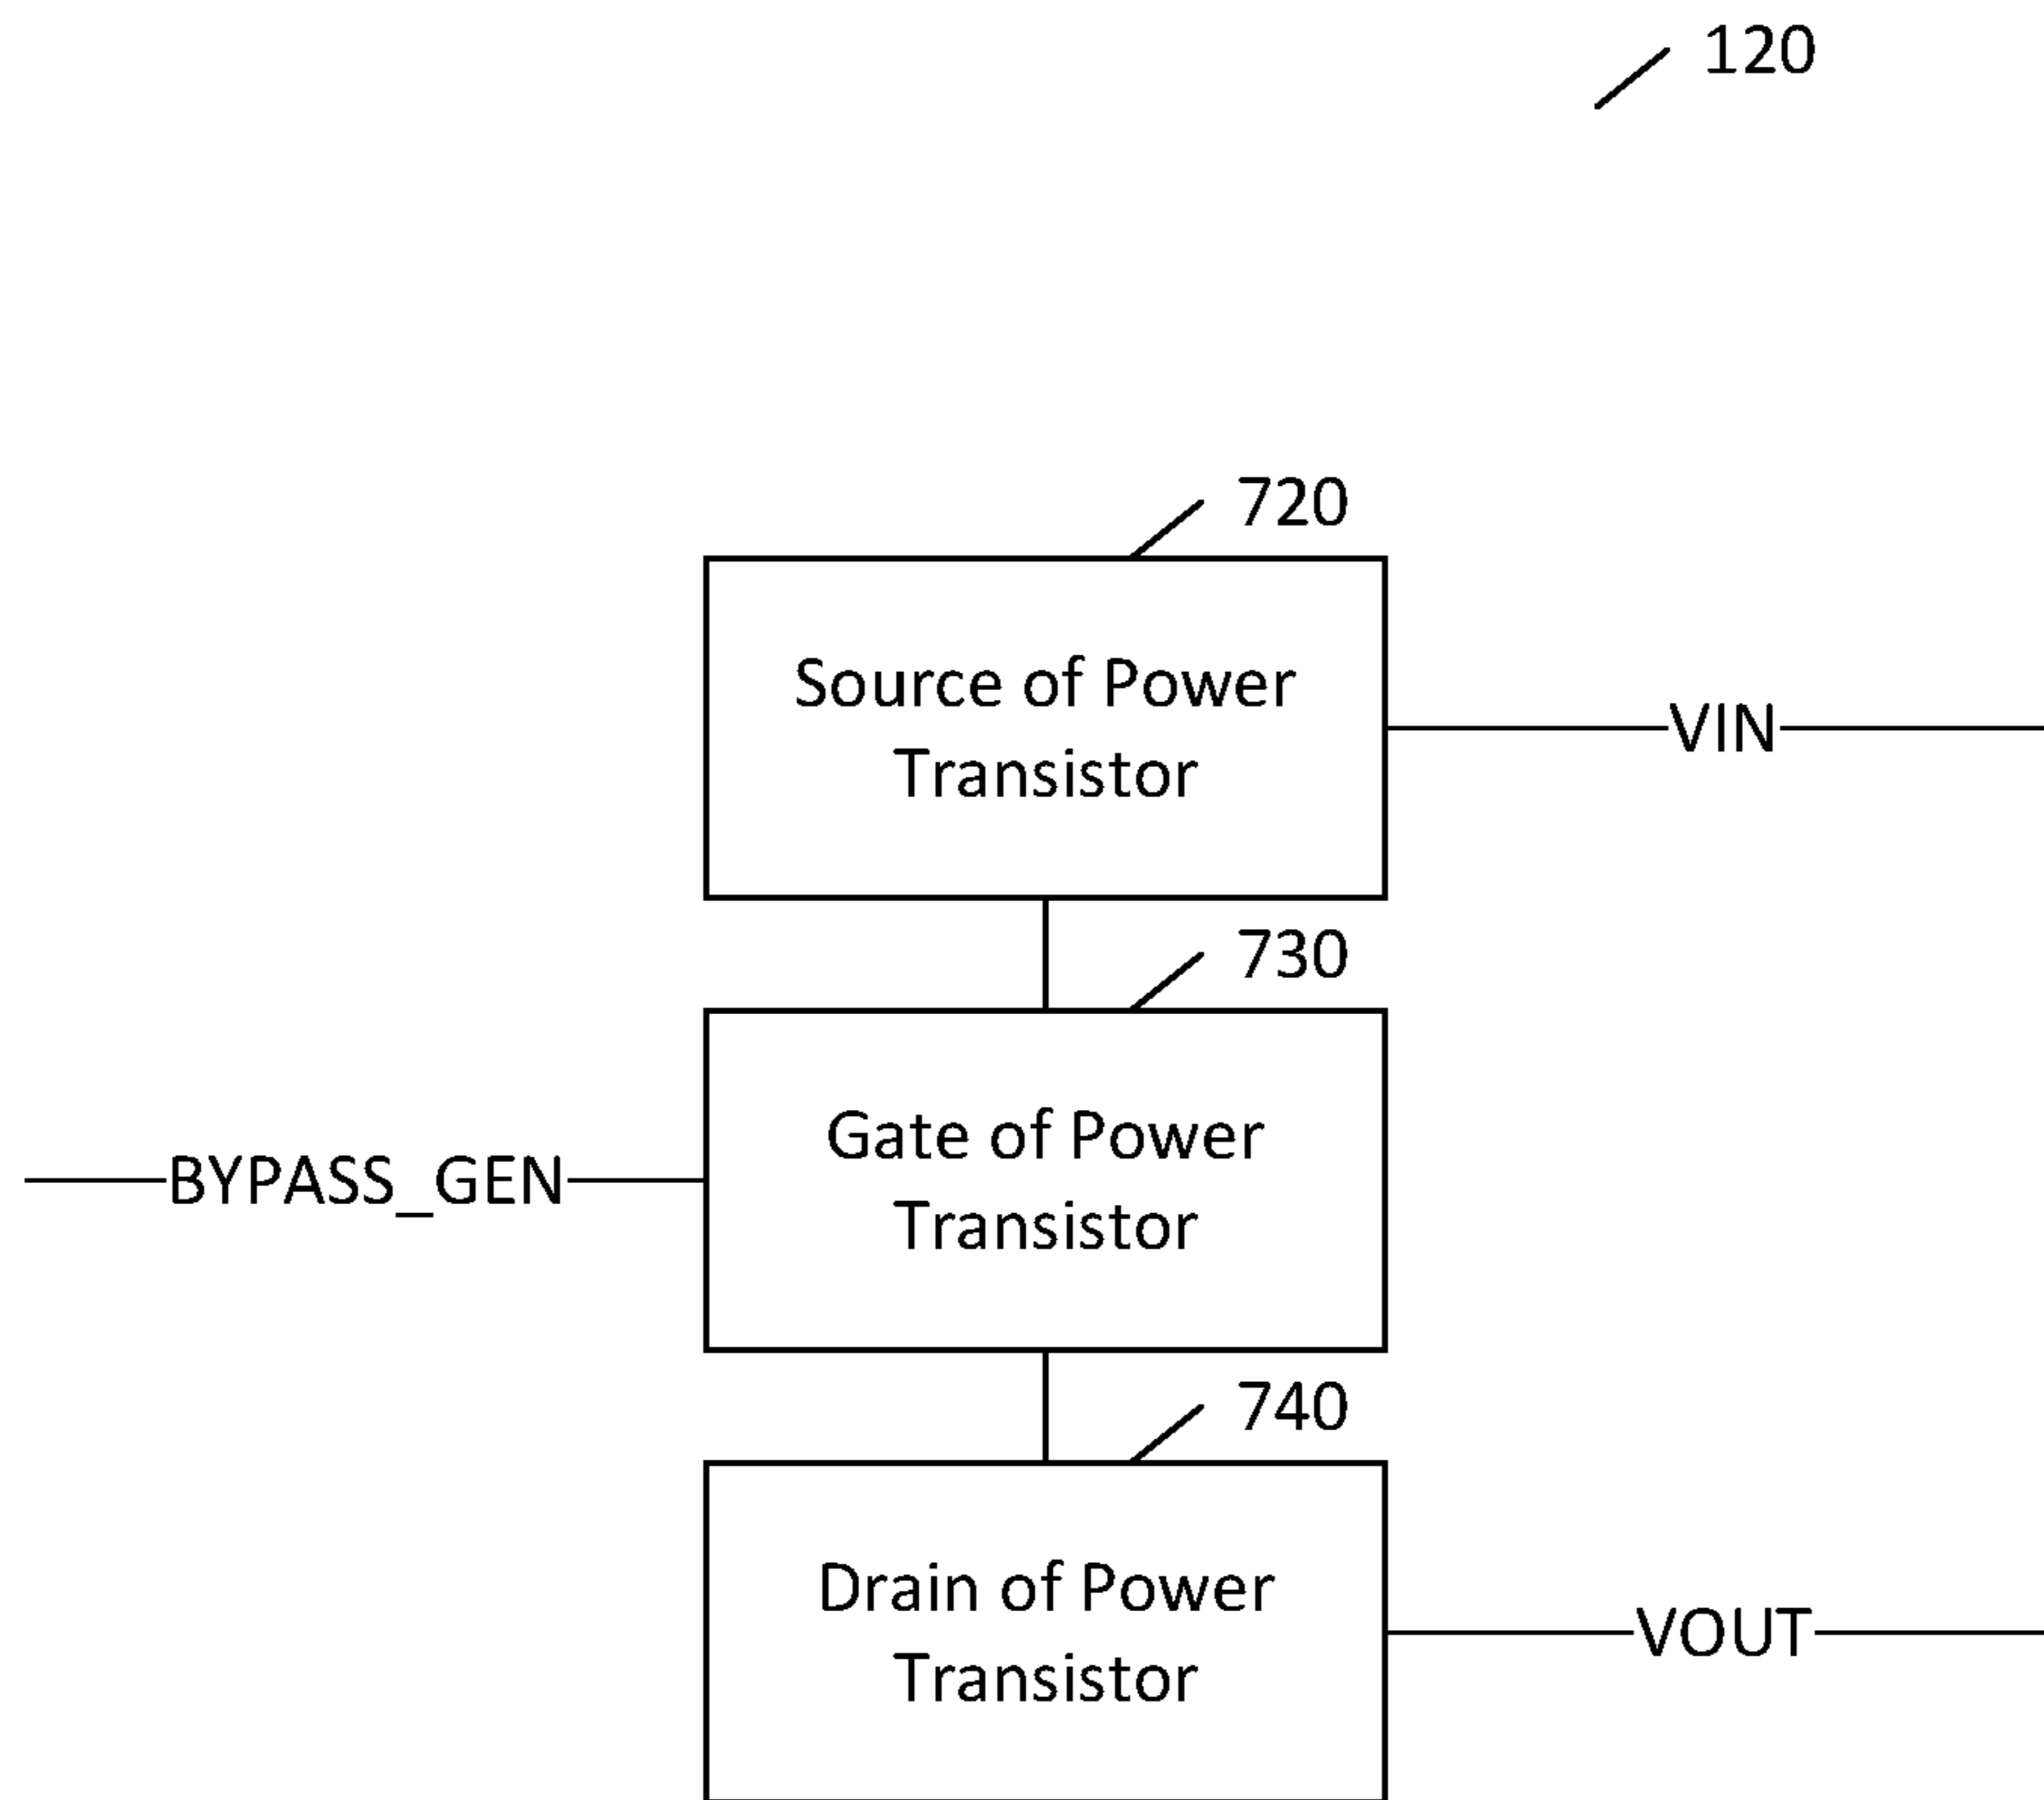 120
720
Source of Power
Transistor
VIN
730
Gate of Power
Transistor
BYPASS_GEN
740
Drain of Power
Transistor
VOUT